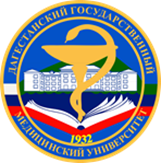 ДАГЕСТАНСКИЙ ГОСУДАРСТВЕННЫЙ
МЕДИЦИНСКИЙ УНИВЕРСИТЕТ
1932